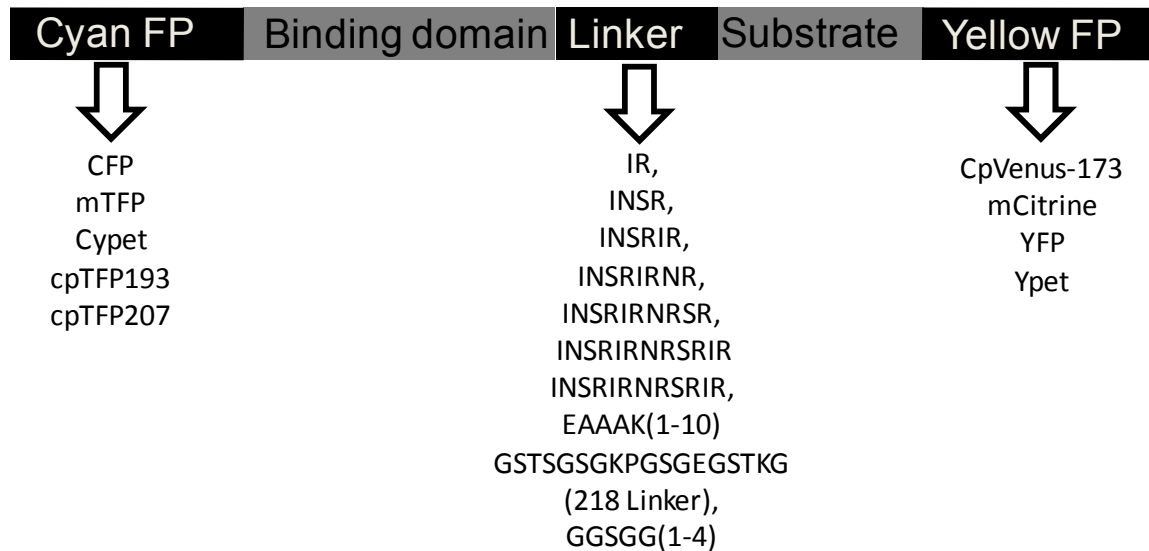 Cyan FP Binding domain Linker Substrate Yellow FP
CFP
mTFP
Cypet
cpTFP193
cpTFP207
IR,
INSR,
INSRIR,
INSRIRNR,
INSRIRNRSR,
INSRIRNRSRIR
INSRIRNRSRIR,
EAAAK(1-10)
GSTSGSGKPGSGEGSTKG
(218 Linker),
GGSGG(1-4)
CpVenus-173
mCitrine
YFP
Ypet